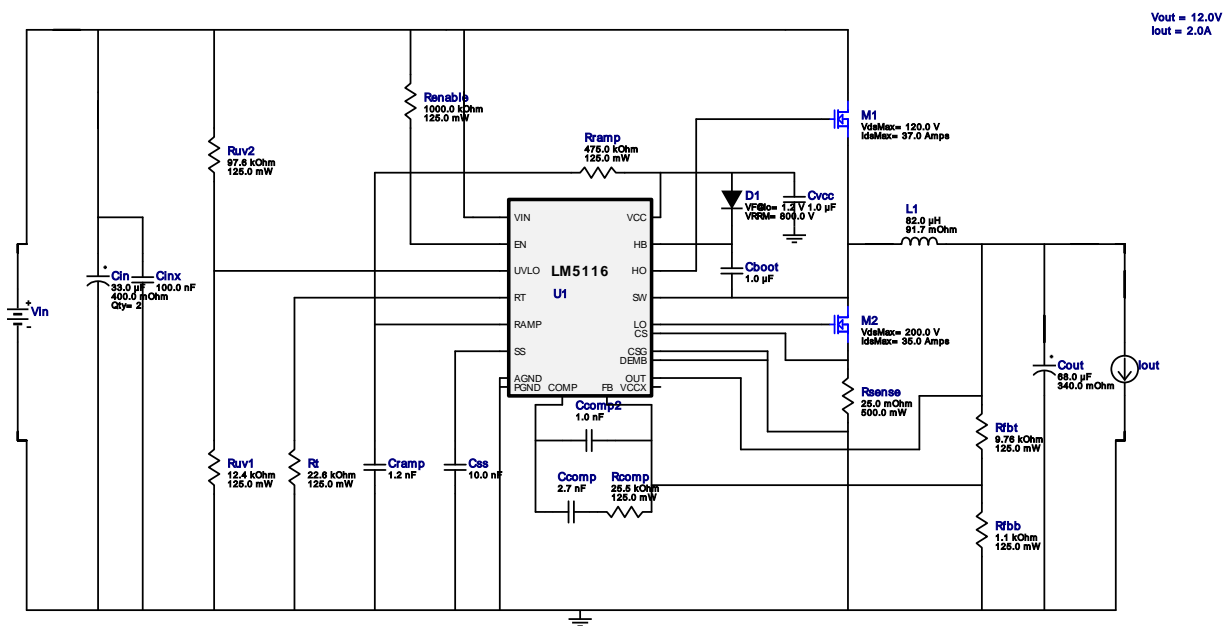 Vout = 12.0V
Iout = 2.0A
Renable
1000.0 kOhm
125.0 mW
M1
VdsMax= 120.0 V
IdsMax= 37.0 Amps
Rramp
475.0 kOhm
125.0 mW
Ruv2
97.6 kOhm
125.0 mW
D1
VRRM= 600.0 V
Cvcc
1.0 µF
L1
82.0 µH
91.7 mOhm
VIN
EN
UVLO
RT
RAMP
SS
AGND
PGND
COMP
FB
VCC
HB
HO
SW
LO
CS
CSG
DEMB
OUT
VCCX
LM5116
U1
Cboot
1.0 µF
Vin
+
-
Cin
33.0 µF
400.0 mOhm
Qty= 2
Cinx
100.0 nF
M2
VdsMax= 200.0 V
IdsMax= 35.0 Amps
Rsense
25.0 mOhm
500.0 mW
Cout
68.0 µF
340.0 mOhm
Iout
Ccomp2
1.0 nF
Rfbt
9.76 kOhm
125.0 mW
Ruv1
12.4 kOhm
125.0 mW
Rt
22.6 kOhm
125.0 mW
Cramp
1.2 nF
Css
10.0 nF
Ccomp
2.7 nF
Rcomp
25.5 kOhm
125.0 mW
Rfbb
1.1 kOhm
125.0 mW